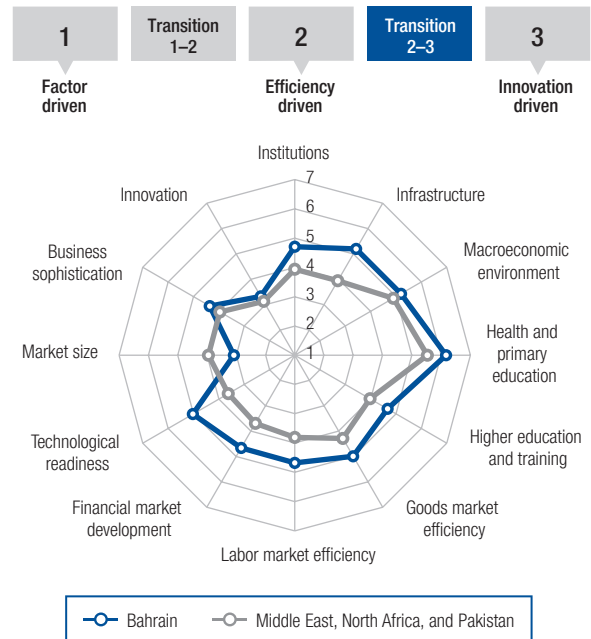 1
Transition
1–2
2
Transition
2–3
3
Factor
driven
Efficiency
driven
Innovation
driven
Institutions
7
Innovation
Infrastructure
6
Business
sophistication
5
Macroeconomic
environment
4
3
2
Market size
1
Health and
primary
education
Technological
readiness
Higher education
and training
Financial market
development
Goods market
efficiency
Labor market efficiency
Bahrain
Middle East, North Africa, and Pakistan